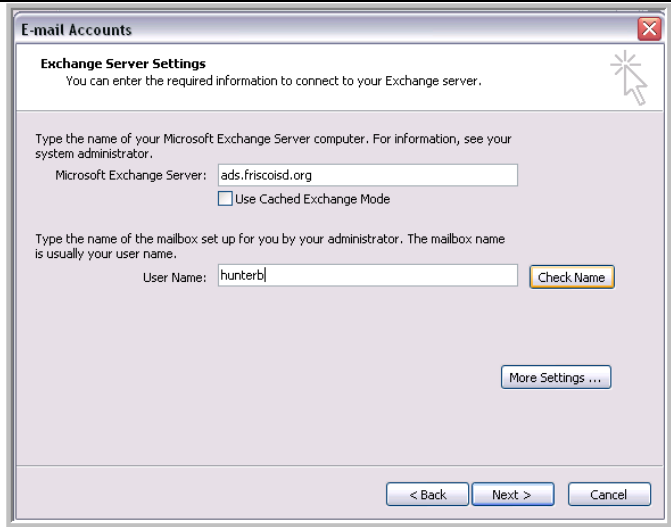 E-mail Accounts
Exchange Server Settings
You can enter the required information to connect to your Exchange server.
Type the name of your Microsoft Exchange Server computer. For information, see your
system administrator.
Microsoft Exchange Server: ads.friscoisd.org
Use Cached Exchange Mode
Type the name of the mailbox set up for you by your administrator. The mailbox name
is usually your user name.
User Name: hunterb Check Name
More Settings ...
< Back Next > Cancel